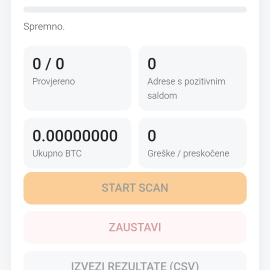 Spremno.
0 / 0
Provjereno
0
Adrese s pozitivnim
saldom
0.00000000
Ukupno BTC
0
Greške / preskočene
START SCAN
ZAUSTAVI
IZVEZI REZULTATE (CSV)